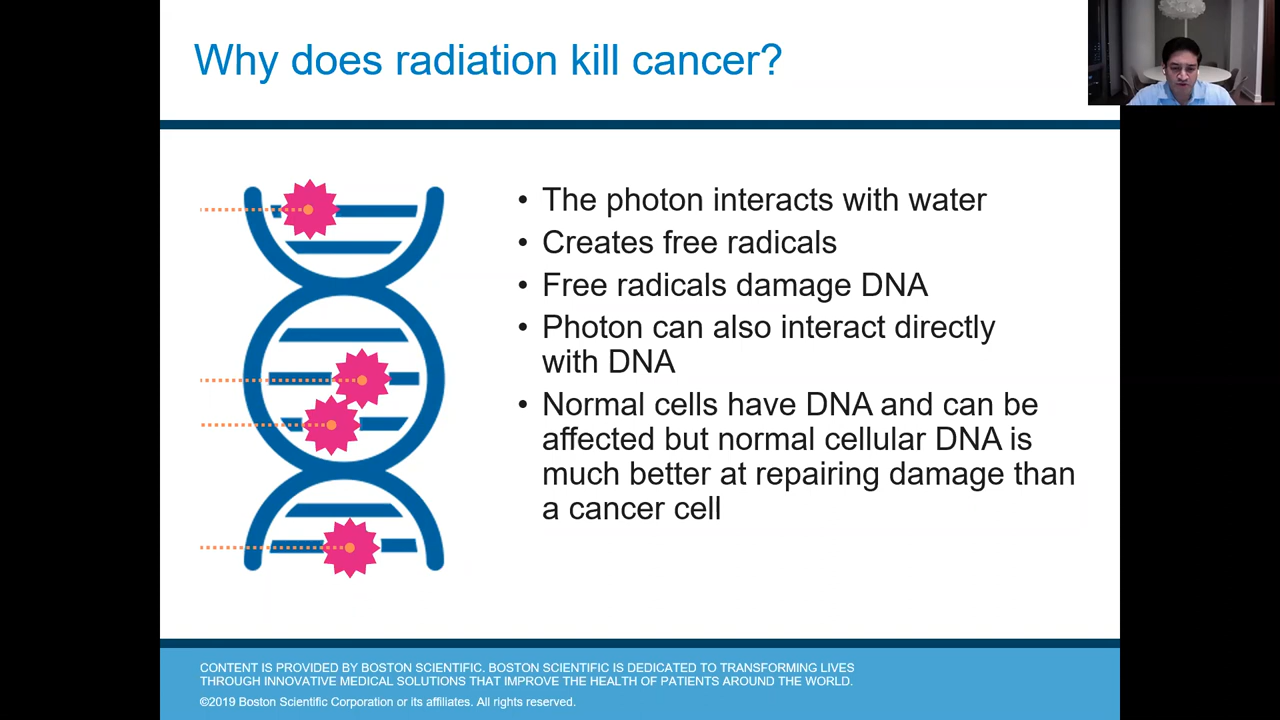 Why does radiation kill cancer?
• The photon interacts with water
• Creates free radicals
• Free radicals damage DNA
• Photon can also interact directly
with DNA
• Normal cells have DNA and can be
affected but normal cellular DNA is
much better at repairing damage than
a cancer cell
CONTENT IS PROVIDED BY BOSTON SCIENTIFIC. BOSTON SCIENTIFIC IS DEDICATED TO TRANSFORMING LIVES
THROUGH INNOVATIVE MEDICAL SOLUTIONS THAT IMPROVE THE HEALTH OF PATIENTS AROUND THE WORLD.
©2019 Boston Scientific Corporation or its affiliates. All rights reserved.